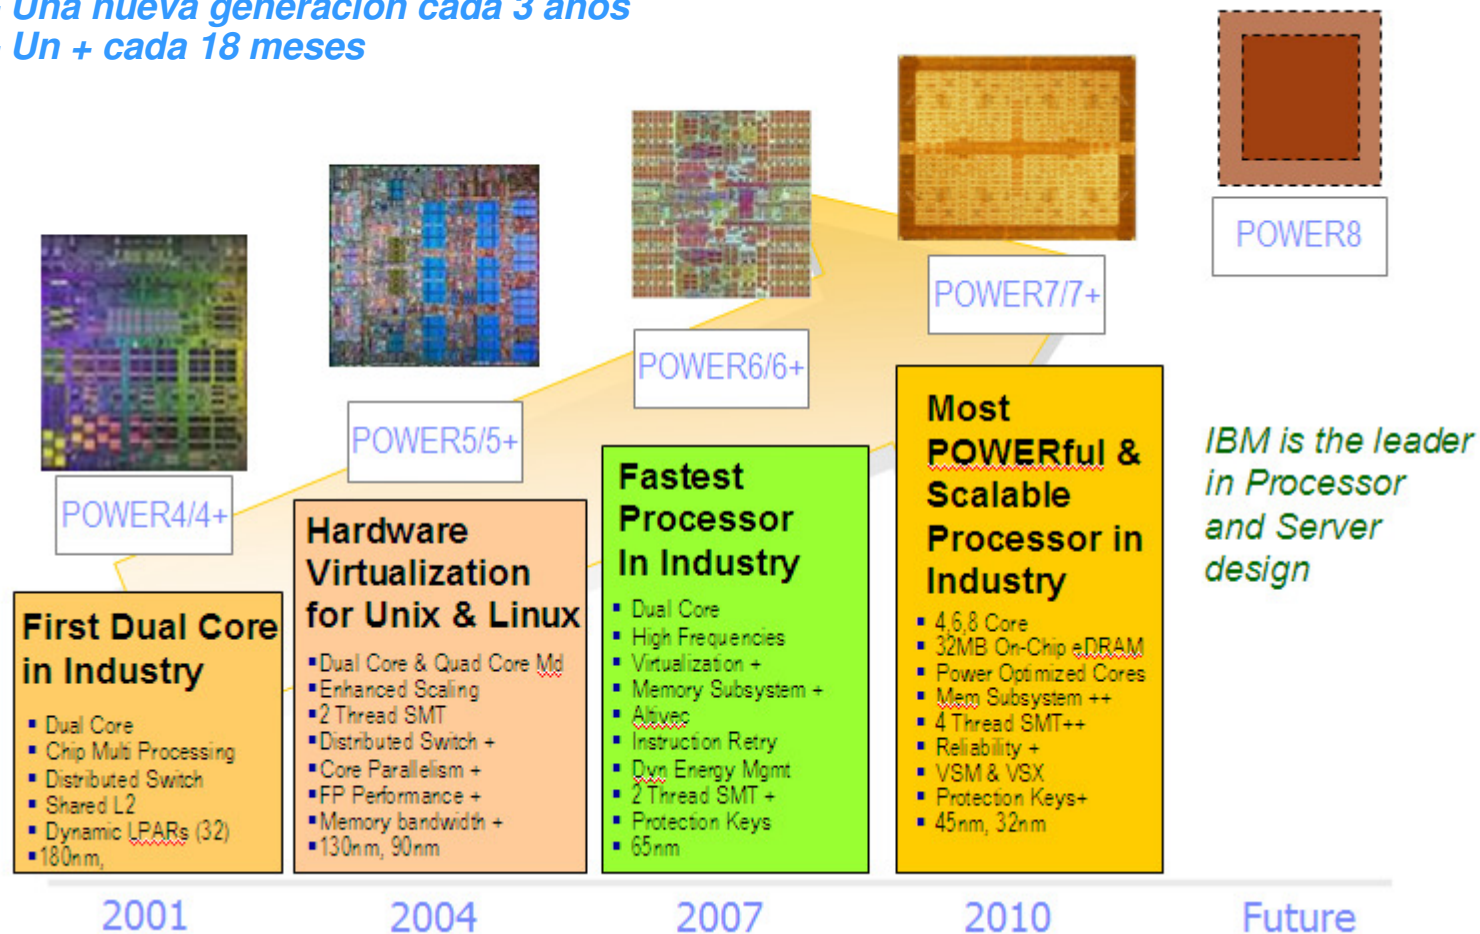 Una nueva generación cada 3 años
Un + cada 18 meses
POWER8
POWER7/7+
POWER6/6+
POWER5/5+
POWER4/4+
First Dual Core
in Industry
Dual Core
Chip Multi Processing
Distributed Switch
Shared L2
Dynamic LPARs (32)
180nm,
Hardware
Virtualization
for Unix & Linux
Dual Core & Quad Core Md
Enhanced Scaling
2 Thread SMT
Distributed Switch +
Core Parallelism +
FP Performance +
Memory bandwidth +
130nm, 90nm
Fastest
Processor
In Industry
Dual Core
High Frequencies
Virtualization +
Memory Subsystem +
Altivec
Instruction Retry
Dyn Energy Mgmt
2 Thread SMT +
Protection Keys
65nm
Most
POWERful &
Scalable
Processor in
Industry
4,6,8 Core
32MB On-Chip eDRAM
Power Optimized Cores
Mem Subsystem ++
4 Thread SMT++
Reliability +
VSM & VSX
Protection Keys+
45nm, 32nm
IBM is the leader
in Processor
and Server
design
2001
2004
2007
2010
Future